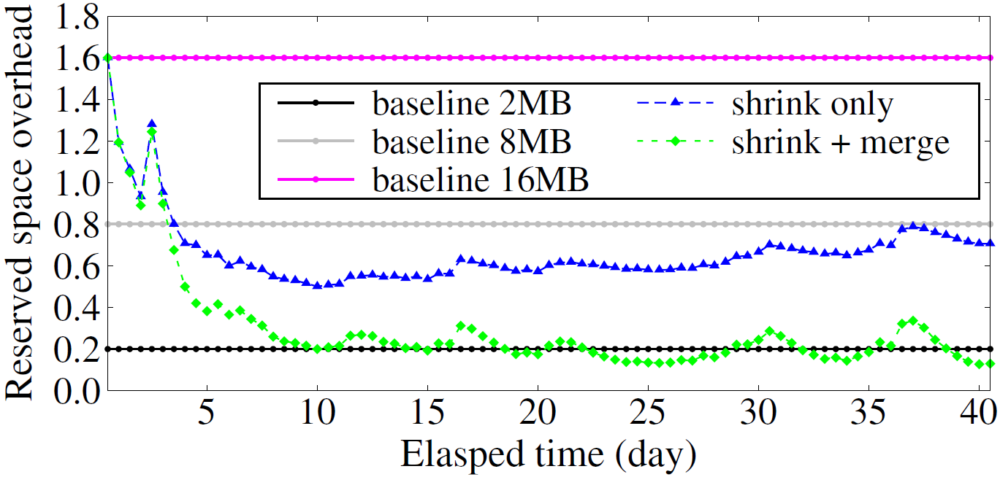 Reserved space overhead
1.8
1.6
1.4
1.2
1.0
0.8
0.6
0.4
0.2
0.0
baseline 2MB
baseline 8MB
baseline 16MB
shrink only
shrink + merge
5 10 15 20 25 30 35 40
Elasped time (day)